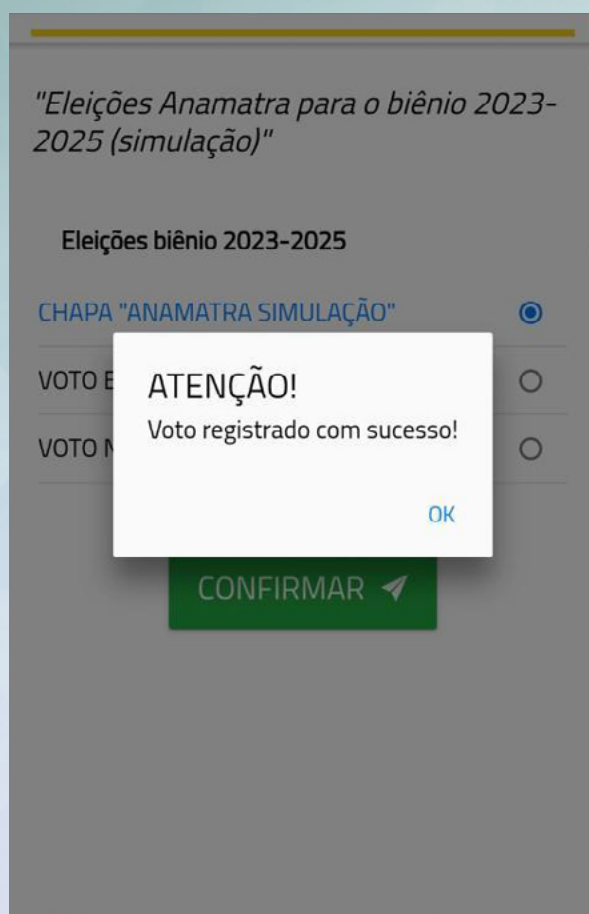 "Eleições Anamatra para o biênio 2023-
2025 (simulação)"
Eleições biênio 2023-2025
CHAPA "ANAMATRA SIMULAÇÃO"
VOTO
ATENÇÃO!
VOTO
Voto registrado com sucesso!
OK
CONFIRMAR